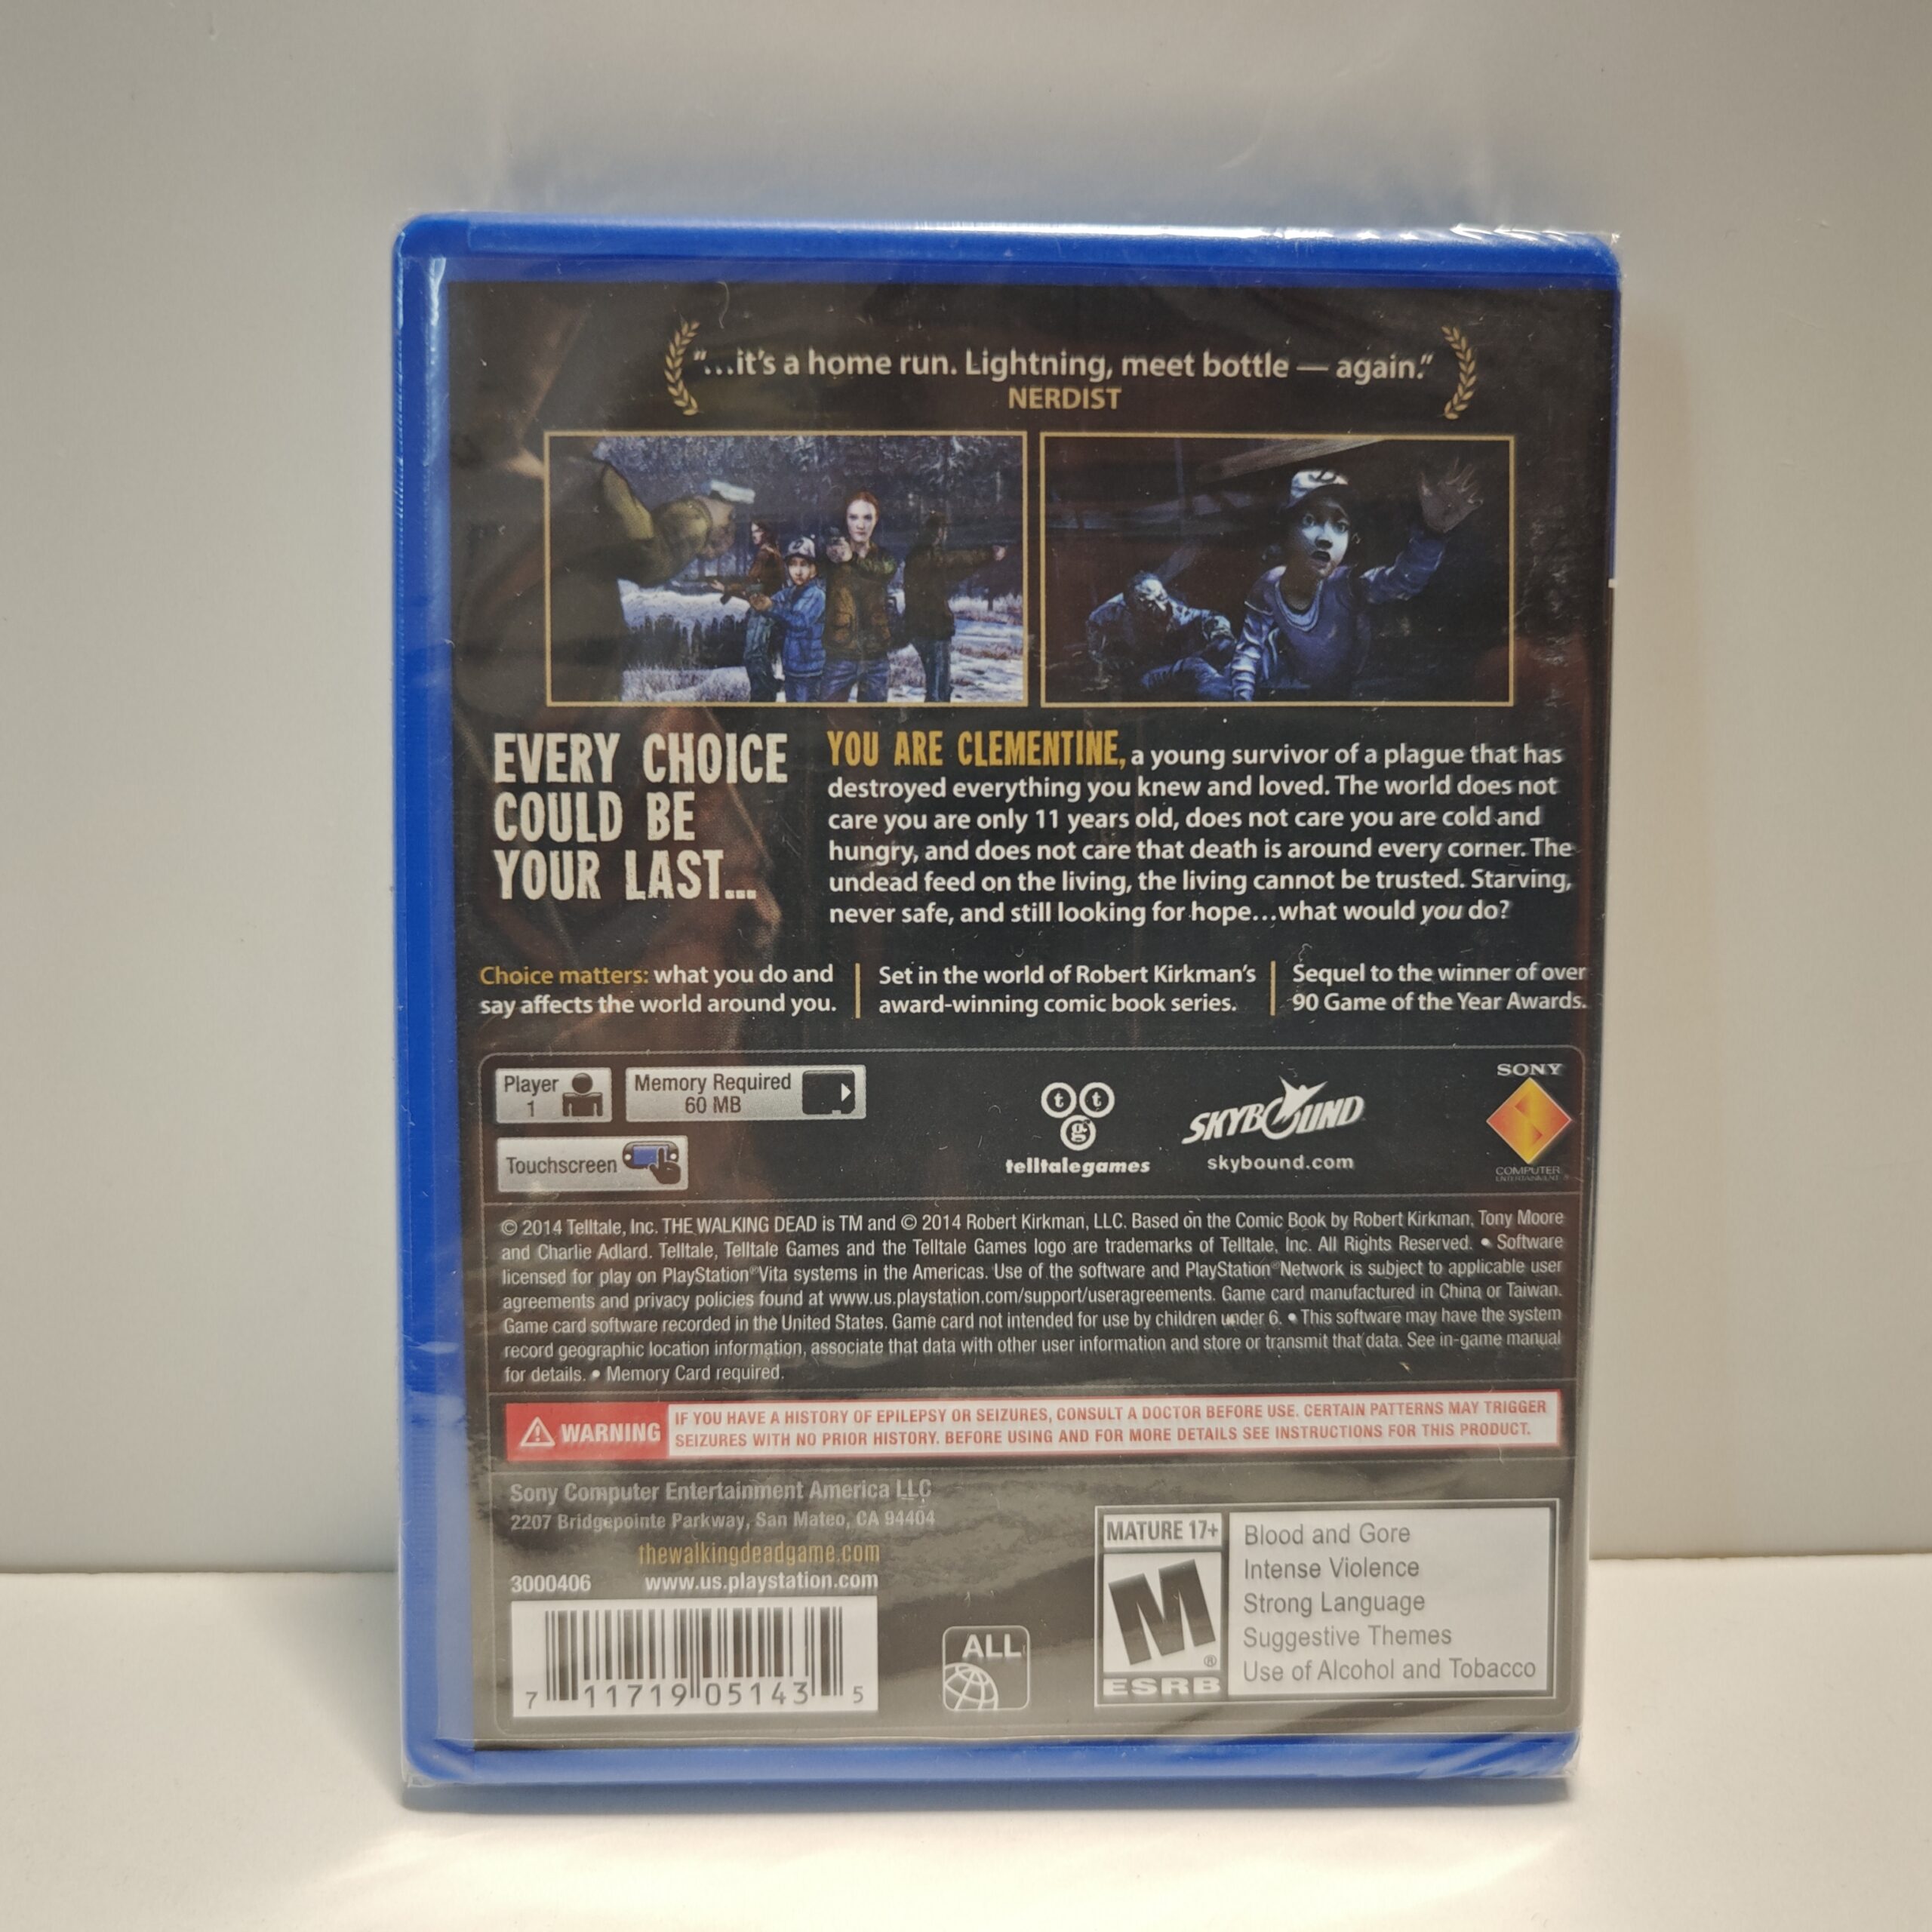 "...it's a home run. Lightning, meet bottle — again."
NERDIST
EVERY CHOICE
COULD BE
YOUR LAST...
YOU ARE CLEMENTINE, a young survivor of a plague that has
destroyed everything you knew and loved. The world does not
care you are only 11 years old, does not care you are cold and
hungry, and does not care that death is around every corner. The
undead feed on the living, the living cannot be trusted. Starving,
never safe, and still looking for hope...what would you do?
Choice matters: what you do and
say affects the world around you.
Set in the world of Robert Kirkman's
award-winning comic book series.
Sequel to the winner of over
90 Game of the Year Awards.
Player
1
Memory Required
60 MB
Touchscreen
ttg
telltalegames
SKYBOUND
skybound.com
SONY
COMPUTER
ENTERTAINMENT®
© 2014 Telltale, Inc. THE WALKING DEAD is TM and © 2014 Robert Kirkman, LLC. Based on the Comic Book by Robert Kirkman, Tony Moore
and Charlie Adlard. Telltale, Telltale Games and the Telltale Games logo are trademarks of Telltale, Inc. All Rights Reserved. • Software
licensed for play on PlayStation®Vita systems in the Americas. Use of the software and PlayStation®Network is subject to applicable user
agreements and privacy policies found at www.us.playstation.com/support/useragreements. Game card manufactured in China or Taiwan.
Game card software recorded in the United States. Game card not intended for use by children under 6. • This software may have the system
record geographic location information, associate that data with other user information and store or transmit that data. See in-game manual
for details. • Memory Card required.
WARNING
IF YOU HAVE A HISTORY OF EPILEPSY OR SEIZURES, CONSULT A DOCTOR BEFORE USE. CERTAIN PATTERNS MAY TRIGGER
SEIZURES WITH NO PRIOR HISTORY. BEFORE USING AND FOR MORE DETAILS SEE INSTRUCTIONS FOR THIS PRODUCT.
Sony Computer Entertainment America LLC
2207 Bridgepointe Parkway, San Mateo, CA 94404
thewalkingdeadgame.com
3000406 www.us.playstation.com
7 11719 05143 5
ALL
MATURE 17+
M®
ESRB
Blood and Gore
Intense Violence
Strong Language
Suggestive Themes
Use of Alcohol and Tobacco